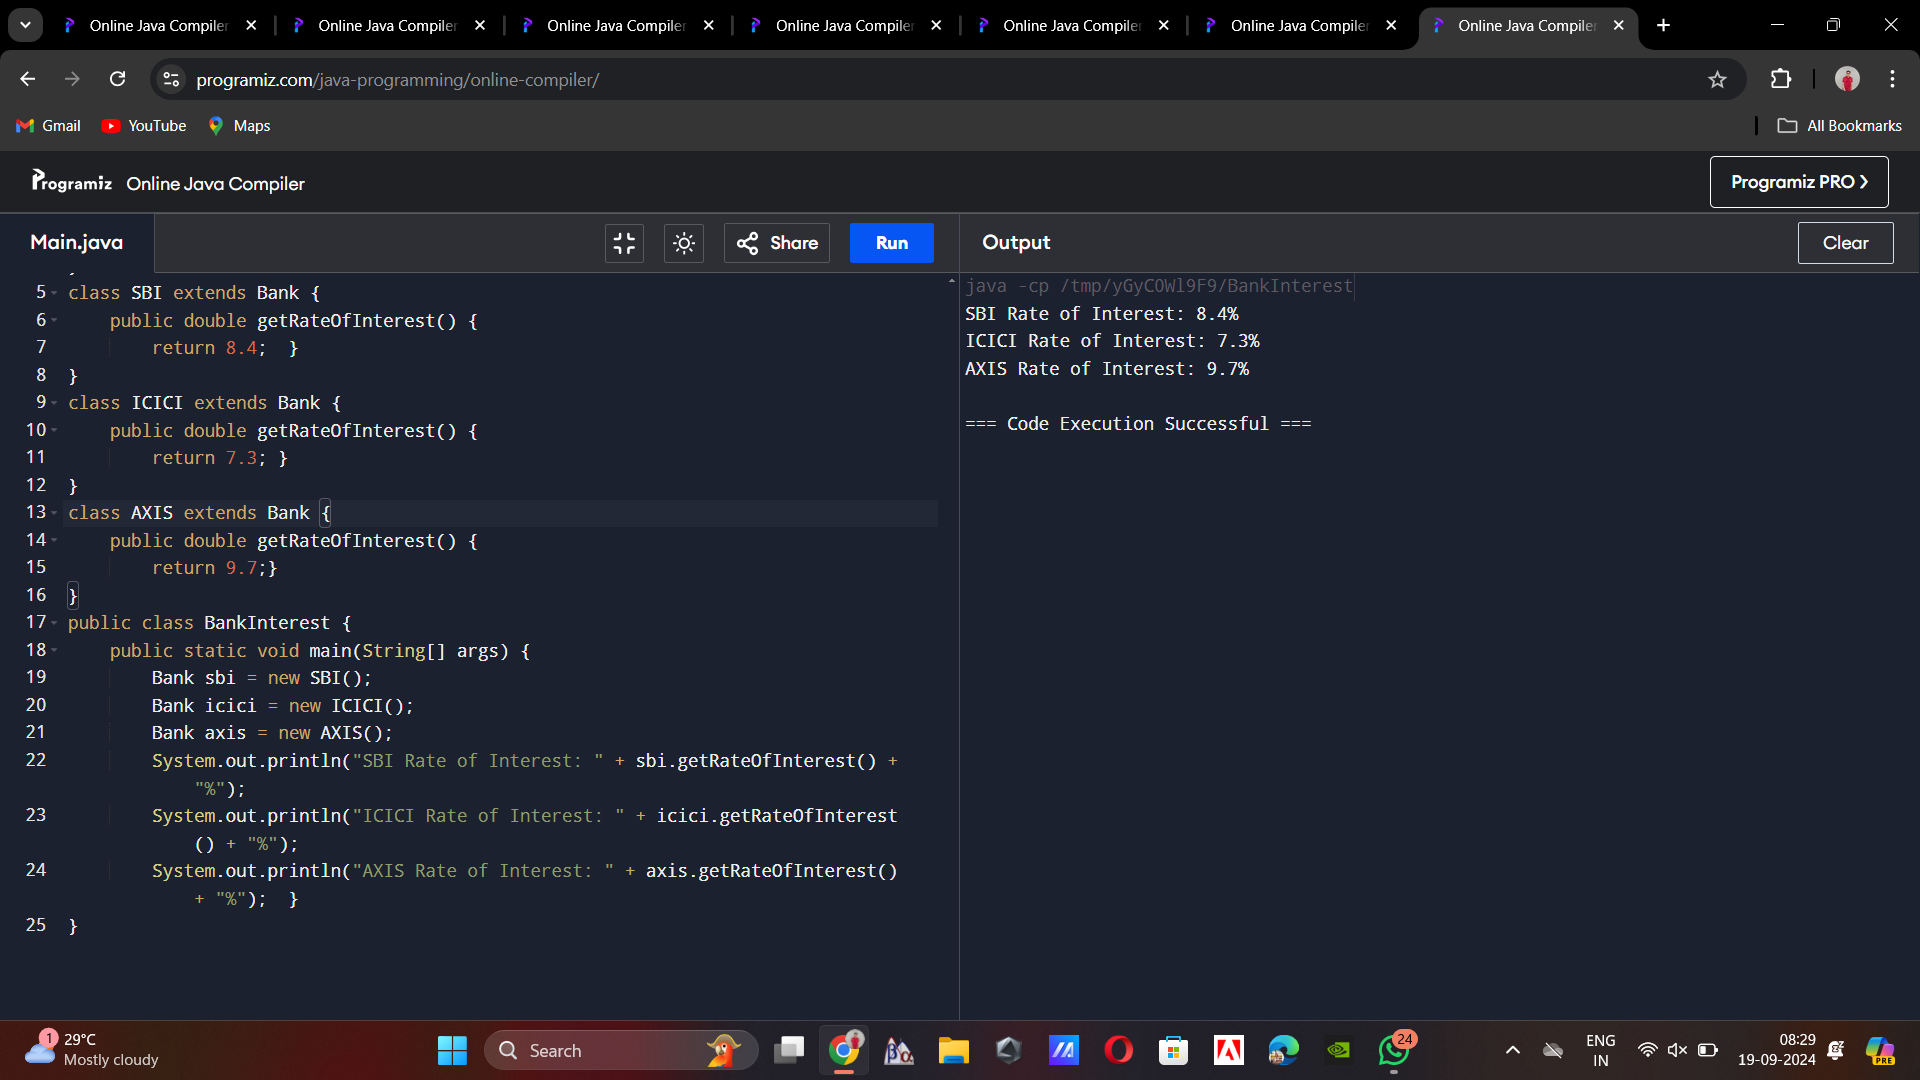 Online Java Compiler
Online Java Compiler
Online Java Compiler
Online Java Compiler
Online Java Compiler
Online Java Compiler
Online Java Compiler
programiz.com/java-programming/online-compiler/
Gmail YouTube Maps All Bookmarks
Programiz Online Java Compiler Programiz PRO
Main.java Share Run Output Clear
}
5 class SBI extends Bank {
6 public double getRateOfInterest() {
7 return 8.4; }
8 }
9 class ICICI extends Bank {
10 public double getRateOfInterest() {
11 return 7.3; }
12 }
13 class AXIS extends Bank {
14 public double getRateOfInterest() {
15 return 9.7;}
16 }
17 public class BankInterest {
18 public static void main(String[] args) {
19 Bank sbi = new SBI();
20 Bank icici = new ICICI();
21 Bank axis = new AXIS();
22 System.out.println("SBI Rate of Interest: " + sbi.getRateOfInterest() +
"%");
23 System.out.println("ICICI Rate of Interest: " + icici.getRateOfInterest
() + "%");
24 System.out.println("AXIS Rate of Interest: " + axis.getRateOfInterest()
+ "%"); }
25 }
java -cp /tmp/yGyCOWl9F9/BankInterest
SBI Rate of Interest: 8.4%
ICICI Rate of Interest: 7.3%
AXIS Rate of Interest: 9.7%
=== Code Execution Successful ===
1 29°C
Mostly cloudy
Search
24
ENG
IN
08:29
19-09-2024
PRE